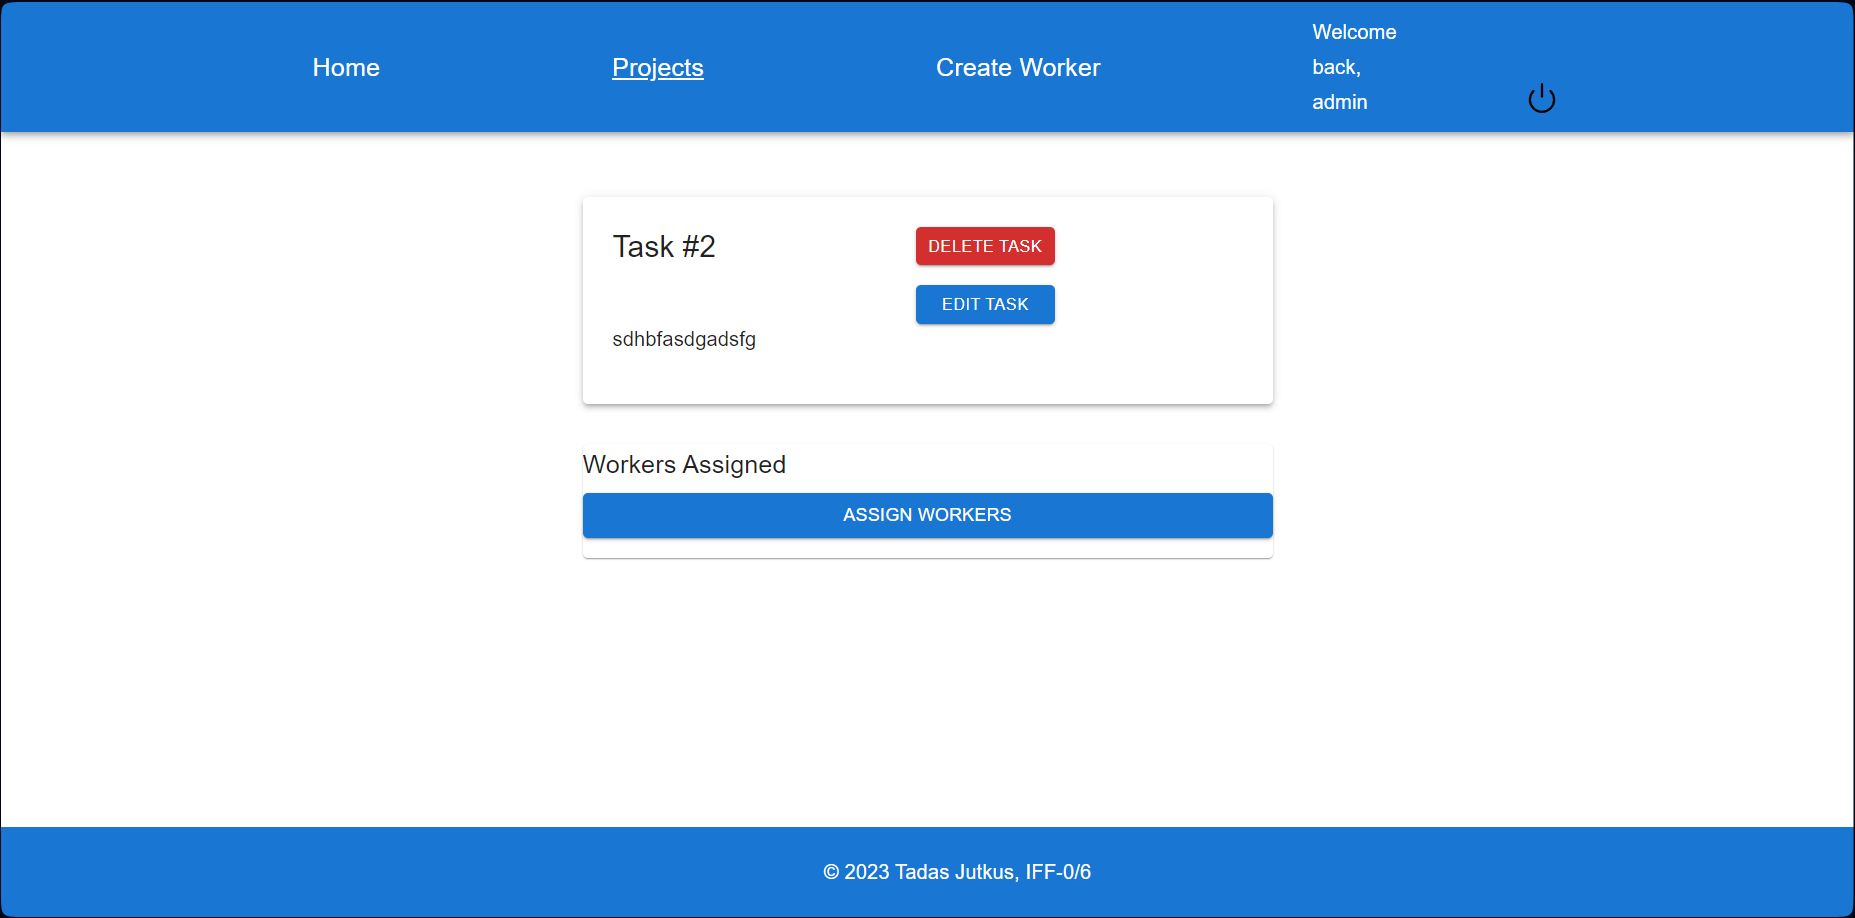 Home
Projects
Create Worker
Welcome
back,
admin
Task #2
DELETE TASK
EDIT TASK
sdhbfasdgadsfg
Workers Assigned
ASSIGN WORKERS
© 2023 Tadas Jutkus, IFF-0/6